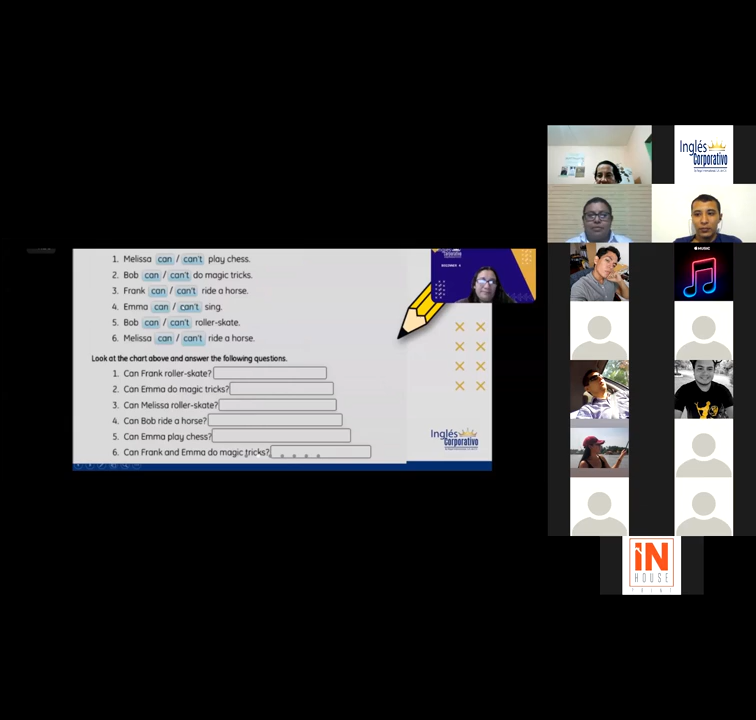 1. Melissa can / can't play chess.
2. Bob can / can't do magic tricks.
3. Frank can / can't ride a horse.
4. Emma can / can't sing.
5. Bob can / can't roller-skate.
6. Melissa can / can't ride a horse.
Look at the chart above and answer the following questions.
1. Can Frank roller-skate?
2. Can Emma do magic tricks?
3. Can Melissa roller-skate?
4. Can Bob ride a horse?
5. Can Emma play chess?
6. Can Frank and Emma do magic tricks?
Inglés
Corporativo
Inglés
Corporativo
MUSIC
iN
HOUSE
PRINT